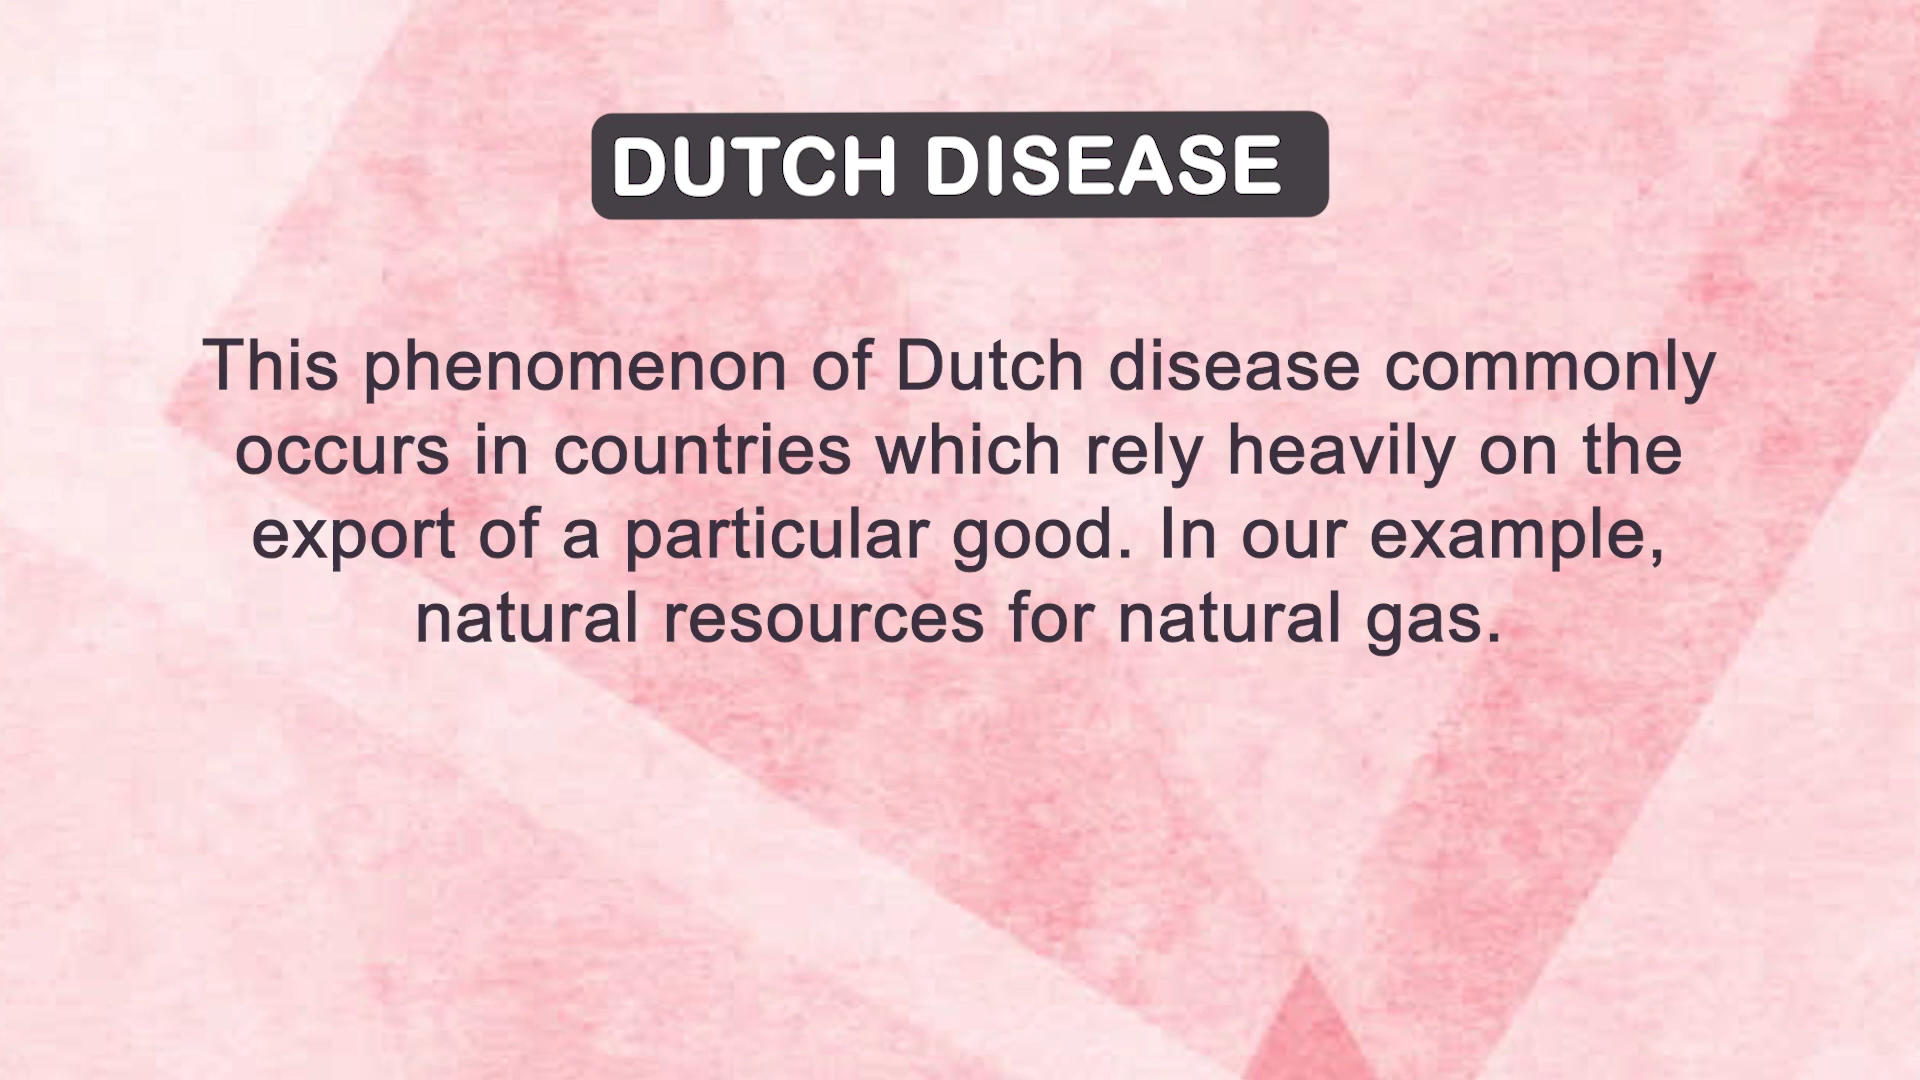 DUTCH DISEASE
This phenomenon of Dutch disease commonly
occurs in countries which rely heavily on the
export of a particular good. In our example,
natural resources for natural gas.